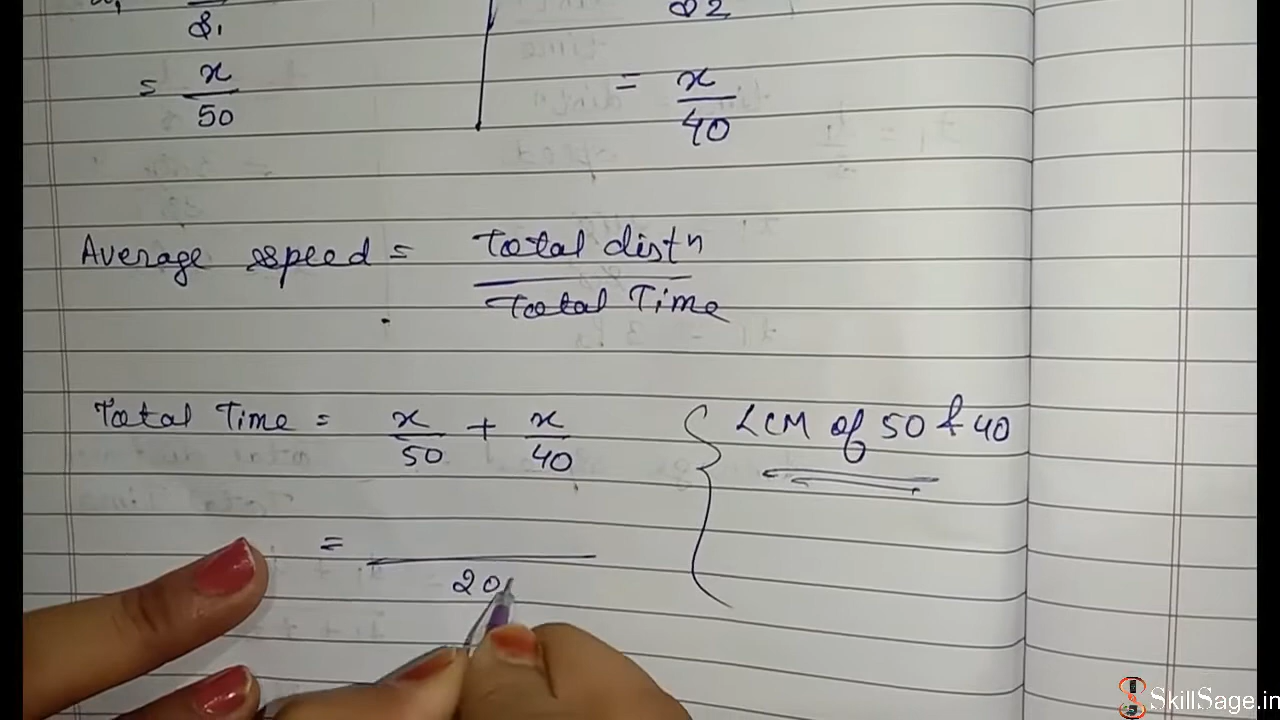 S1 S2
= x/50 = x/40
Average speed = Total distn / Total Time
Total Time = x/50 + x/40 { LCM of 50 & 40
= / 20
SkillSage.in